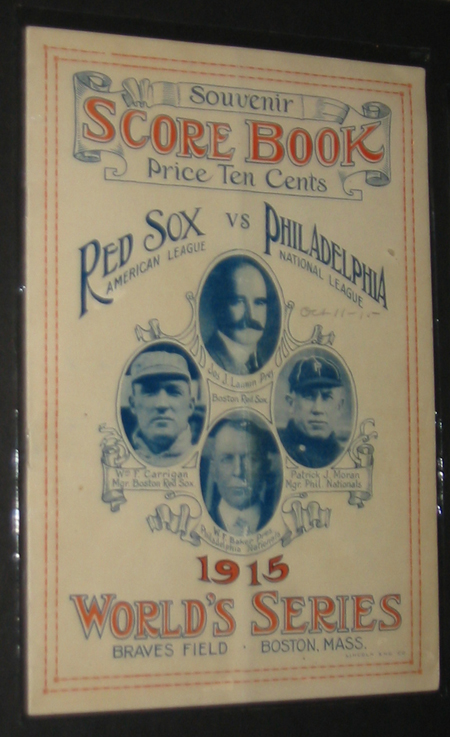 Souvenir
SCORE BOOK
Price Ten Cents
RED SOX VS PHILADELPHIA
AMERICAN LEAGUE NATIONAL LEAGUE
Oct-11-15
Jos. J. Lannin Pres
Boston Red Sox
Wm F. Carrigan
Mgr. Boston Red Sox
Patrick J. Moran
Mgr. Phil. Nationals
W.F. Baker Pres
Philadelphia Nationals
1915
WORLD'S SERIES
BRAVES FIELD · BOSTON, MASS.